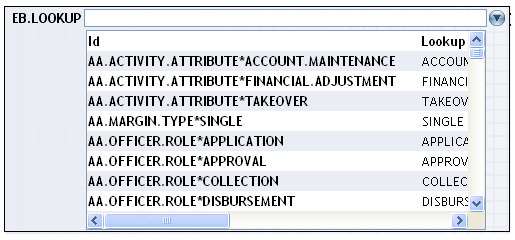 EB.LOOKUP
Id Lookup
AA.ACTIVITY.ATTRIBUTE*ACCOUNT.MAINTENANCE ACCOUN
AA.ACTIVITY.ATTRIBUTE*FINANCIAL.ADJUSTMENT FINANCI
AA.ACTIVITY.ATTRIBUTE*TAKEOVER TAKEOV
AA.MARGIN.TYPE*SINGLE SINGLE
AA.OFFICER.ROLE*APPLICATION APPLICA
AA.OFFICER.ROLE*APPROVAL APPROV
AA.OFFICER.ROLE*COLLECTION COLLEC
AA.OFFICER.ROLE*DISBURSEMENT DISBURS